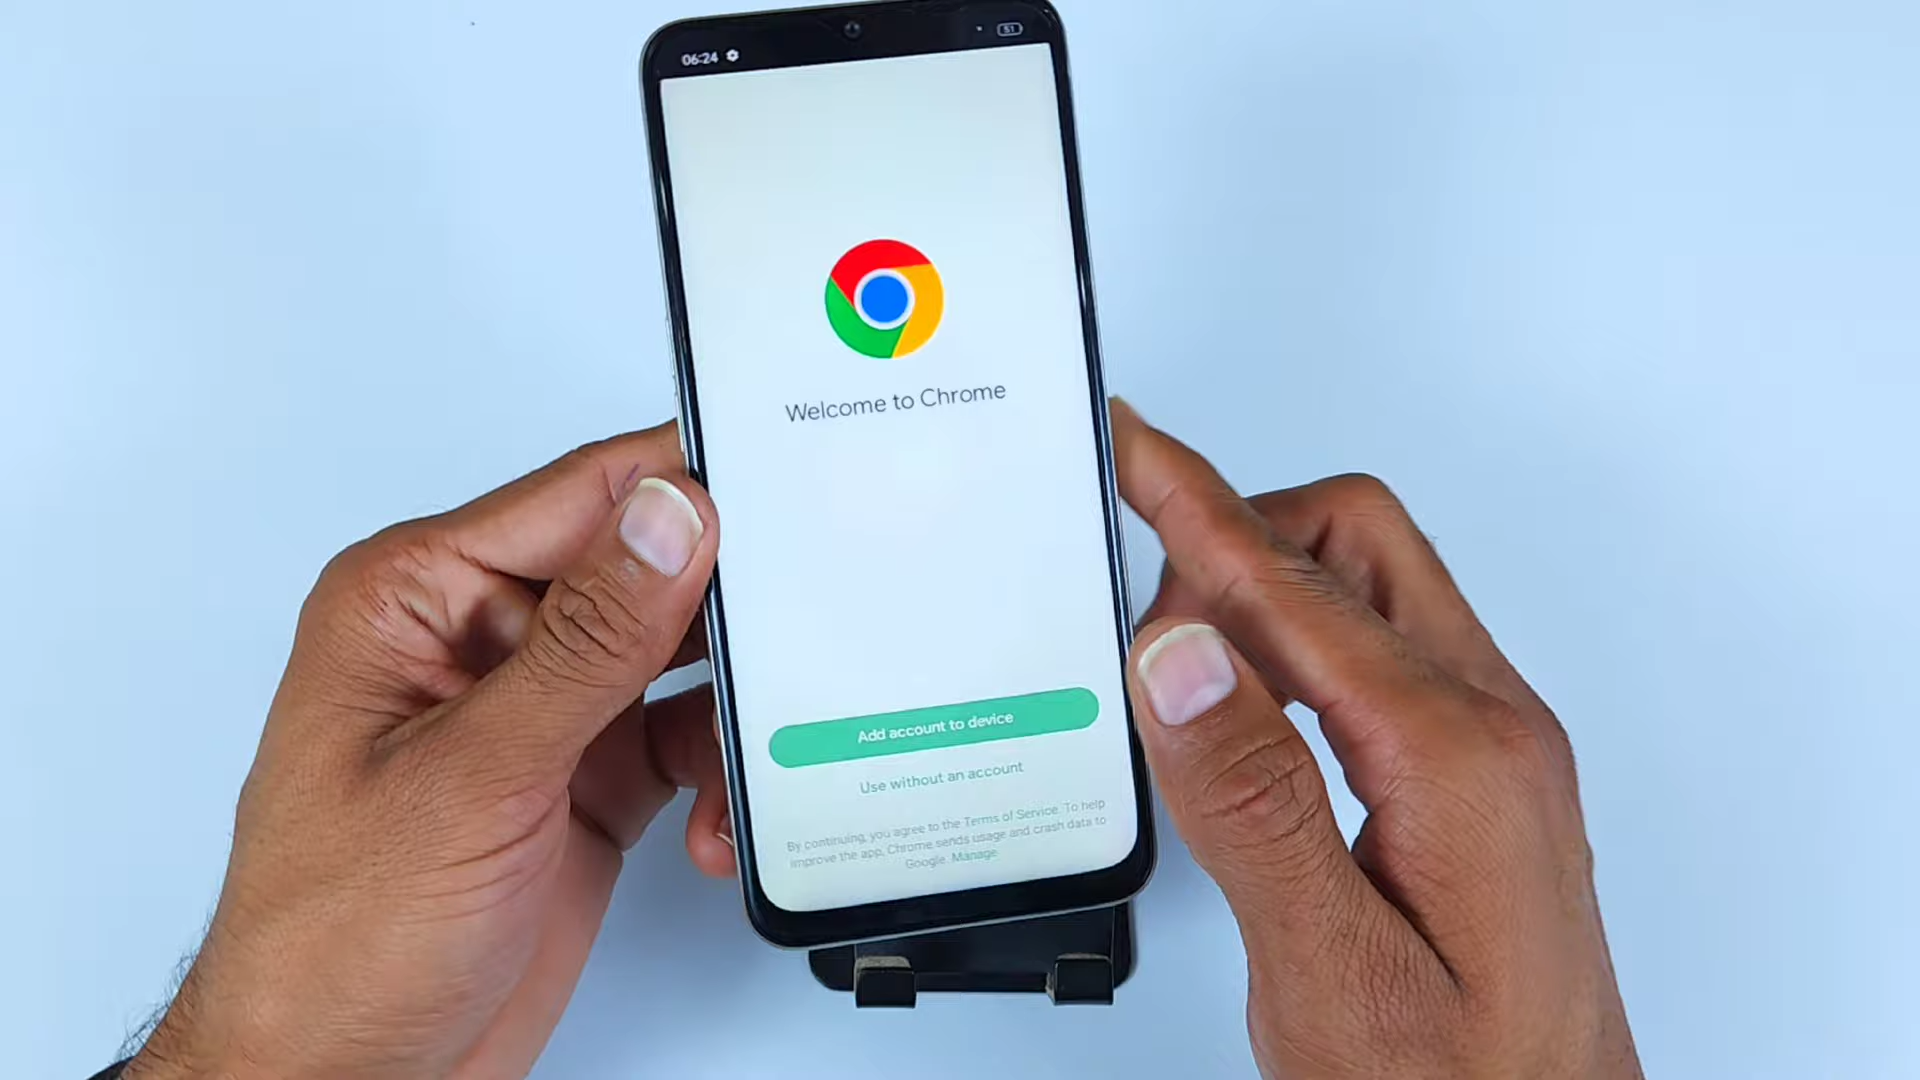 06:24
51
Welcome to Chrome
Add account to device
Use without an account
By continuing, you agree to the Terms of Service. To help
improve the app, Chrome sends usage and crash data to
Google. Manage